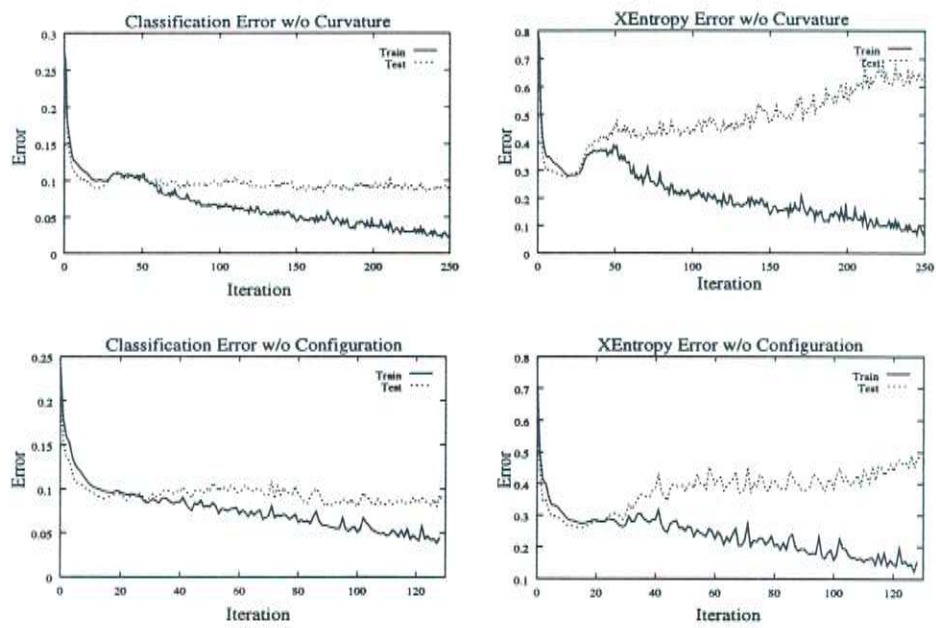 Classification Error w/o Curvature
0.3
0.25
0.2
0.15
0.1
0.05
0
Error
Train
Test
0
50
100
150
200
250
Iteration
XEntropy Error w/o Curvature
0.8
0.7
0.6
0.5
0.4
0.3
0.2
0.1
0
Error
Train
Test
0
50
100
150
200
250
Iteration
Classification Error w/o Configuration
0.25
0.2
0.15
0.1
0.05
0
Error
Train
Test
0
20
40
60
80
100
120
Iteration
XEntropy Error w/o Configuration
0.8
0.7
0.6
0.5
0.4
0.3
0.2
0.1
Error
Train
Test
0
20
40
60
80
100
120
Iteration